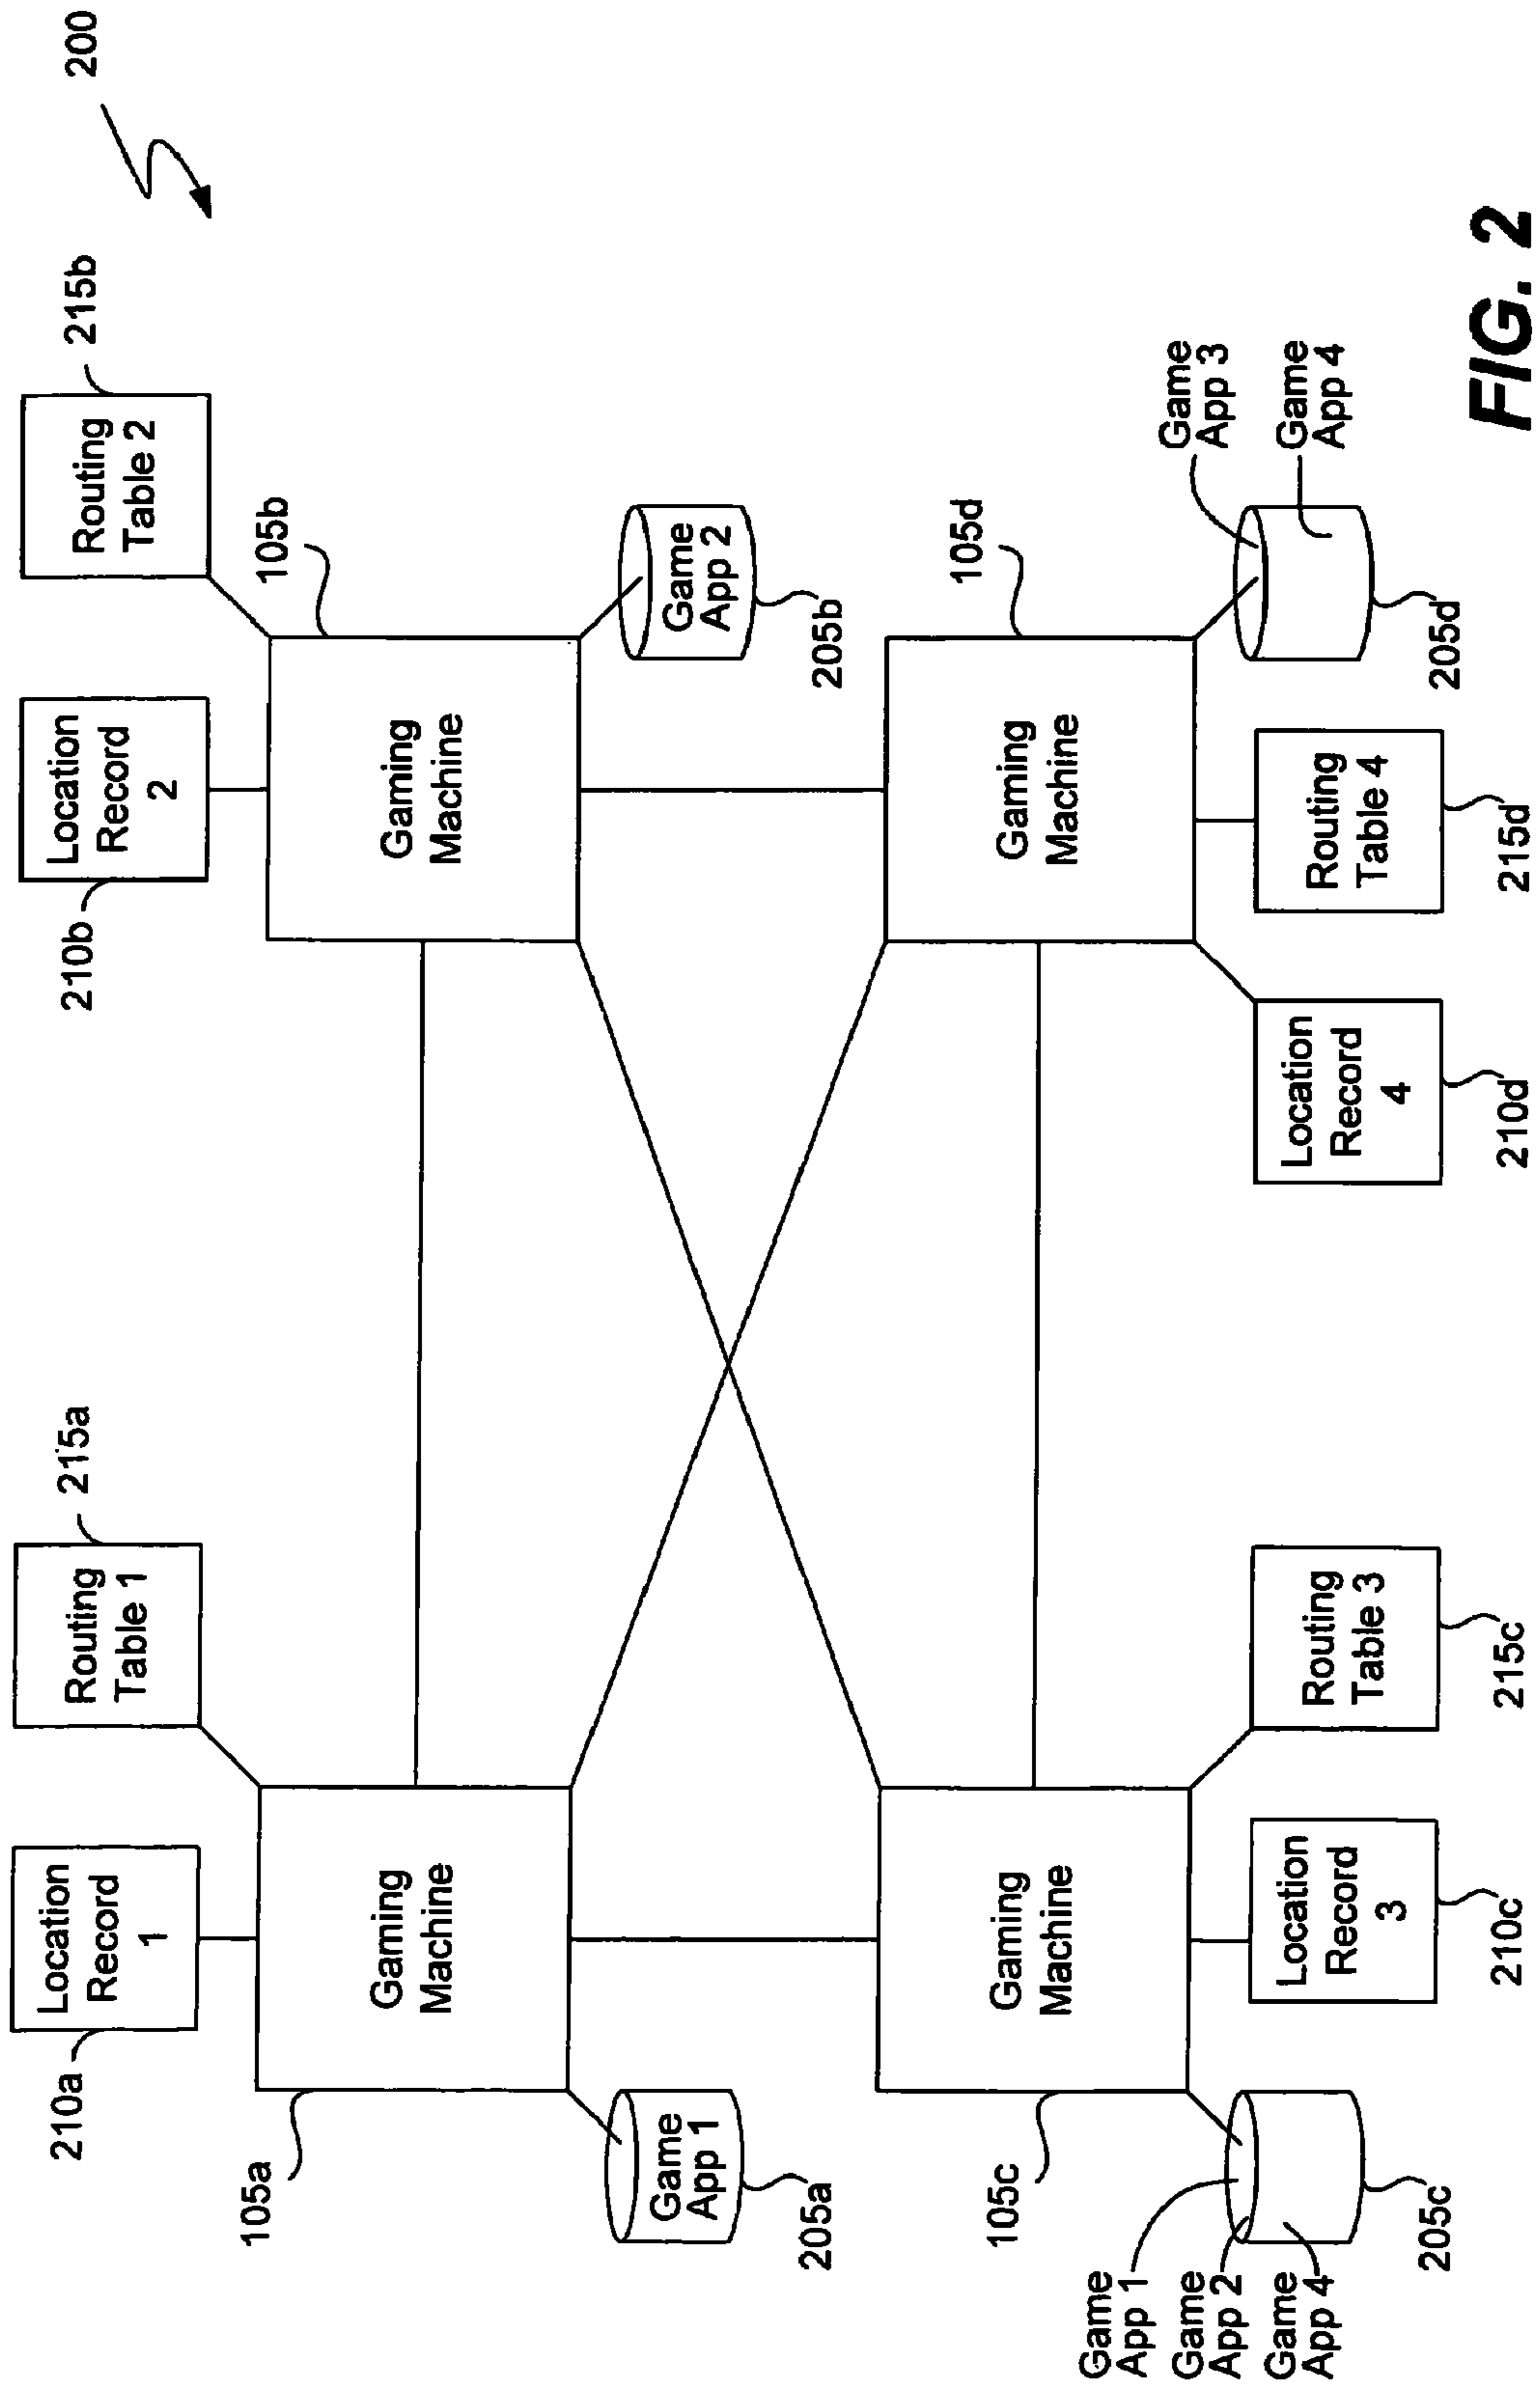 200
Location
Record
1
210a
Routing
Table 1
215a
Location
Record
2
210b
Routing
Table 2
215b
105a
Gaming
Machine
Gaming
Machine
105b
Game
App 1
205a
Game
App 2
205b
105c
Gaming
Machine
Gaming
Machine
105d
Game
App 1
Game
App 2
Game
App 4
205c
Location
Record
3
210c
Routing
Table 3
215c
Location
Record
4
210d
Routing
Table 4
215d
Game
App 3
Game
App 4
205d
FIG. 2